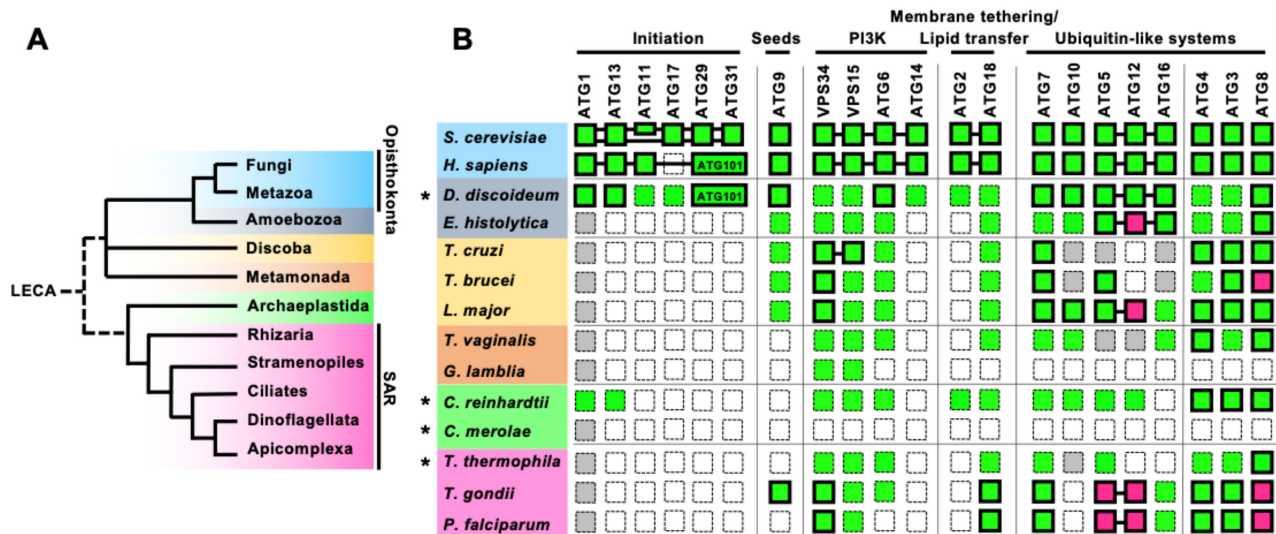 A
Fungi
Metazoa
Amoebozoa
Discoba
Metamonada
Archaeplastida
Rhizaria
Stramenopiles
Ciliates
Dinoflagellata
Apicomplexa
LECA
Opisthokonta
SAR
B
Initiation
Seeds
PI3K
Membrane tethering/
Lipid transfer
Ubiquitin-like systems
ATG1 ATG13 ATG11 ATG17 ATG29 ATG31 ATG9 VPS34 VPS15 ATG6 ATG14 ATG2 ATG18 ATG7 ATG10 ATG5 ATG12 ATG16 ATG4 ATG3 ATG8
S. cerevisiae
H. sapiens ATG101
* D. discoideum ATG101
E. histolytica
T. cruzi
T. brucei
L. major
T. vaginalis
G. lamblia
* C. reinhardtii
* C. merolae
* T. thermophila
T. gondii
P. falciparum